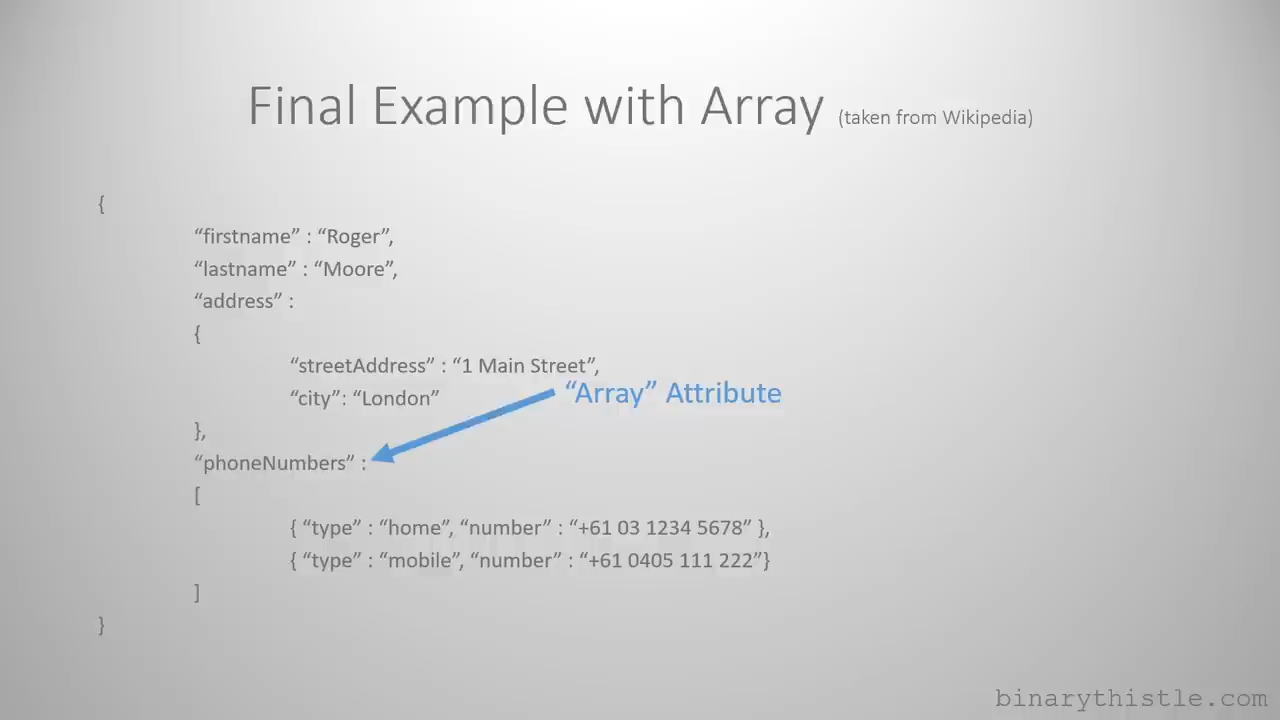 Final Example with Array (taken from Wikipedia)
{
“firstname” : “Roger”,
“lastname” : “Moore”,
“address” :
{
“streetAddress” : “1 Main Street”,
“city”: “London”
“Array” Attribute
},
“phoneNumbers” :
[
{ “type” : “home”, “number” : “+61 03 1234 5678” },
{ “type” : “mobile”, “number” : “+61 0405 111 222”}
]
}
binarythistle.com